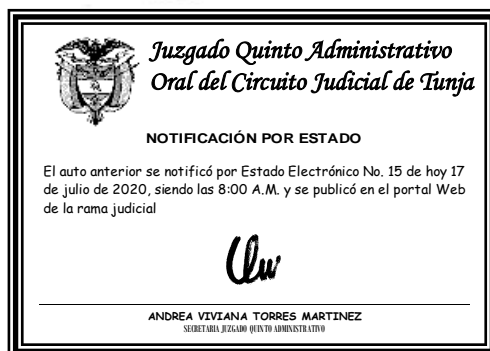 Juzgado Quinto Administrativo
Oral del Circuito Judicial de Tunja
NOTIFICACIÓN POR ESTADO
El auto anterior se notificó por Estado Electrónico No. 15 de hoy 17
de julio de 2020, siendo las 8:00 A.M. y se publicó en el portal Web
de la rama judicial
ANDREA VIVIANA TORRES MARTINEZ
SECRETARIA JUZGADO QUINTO ADMINISTRATIVO